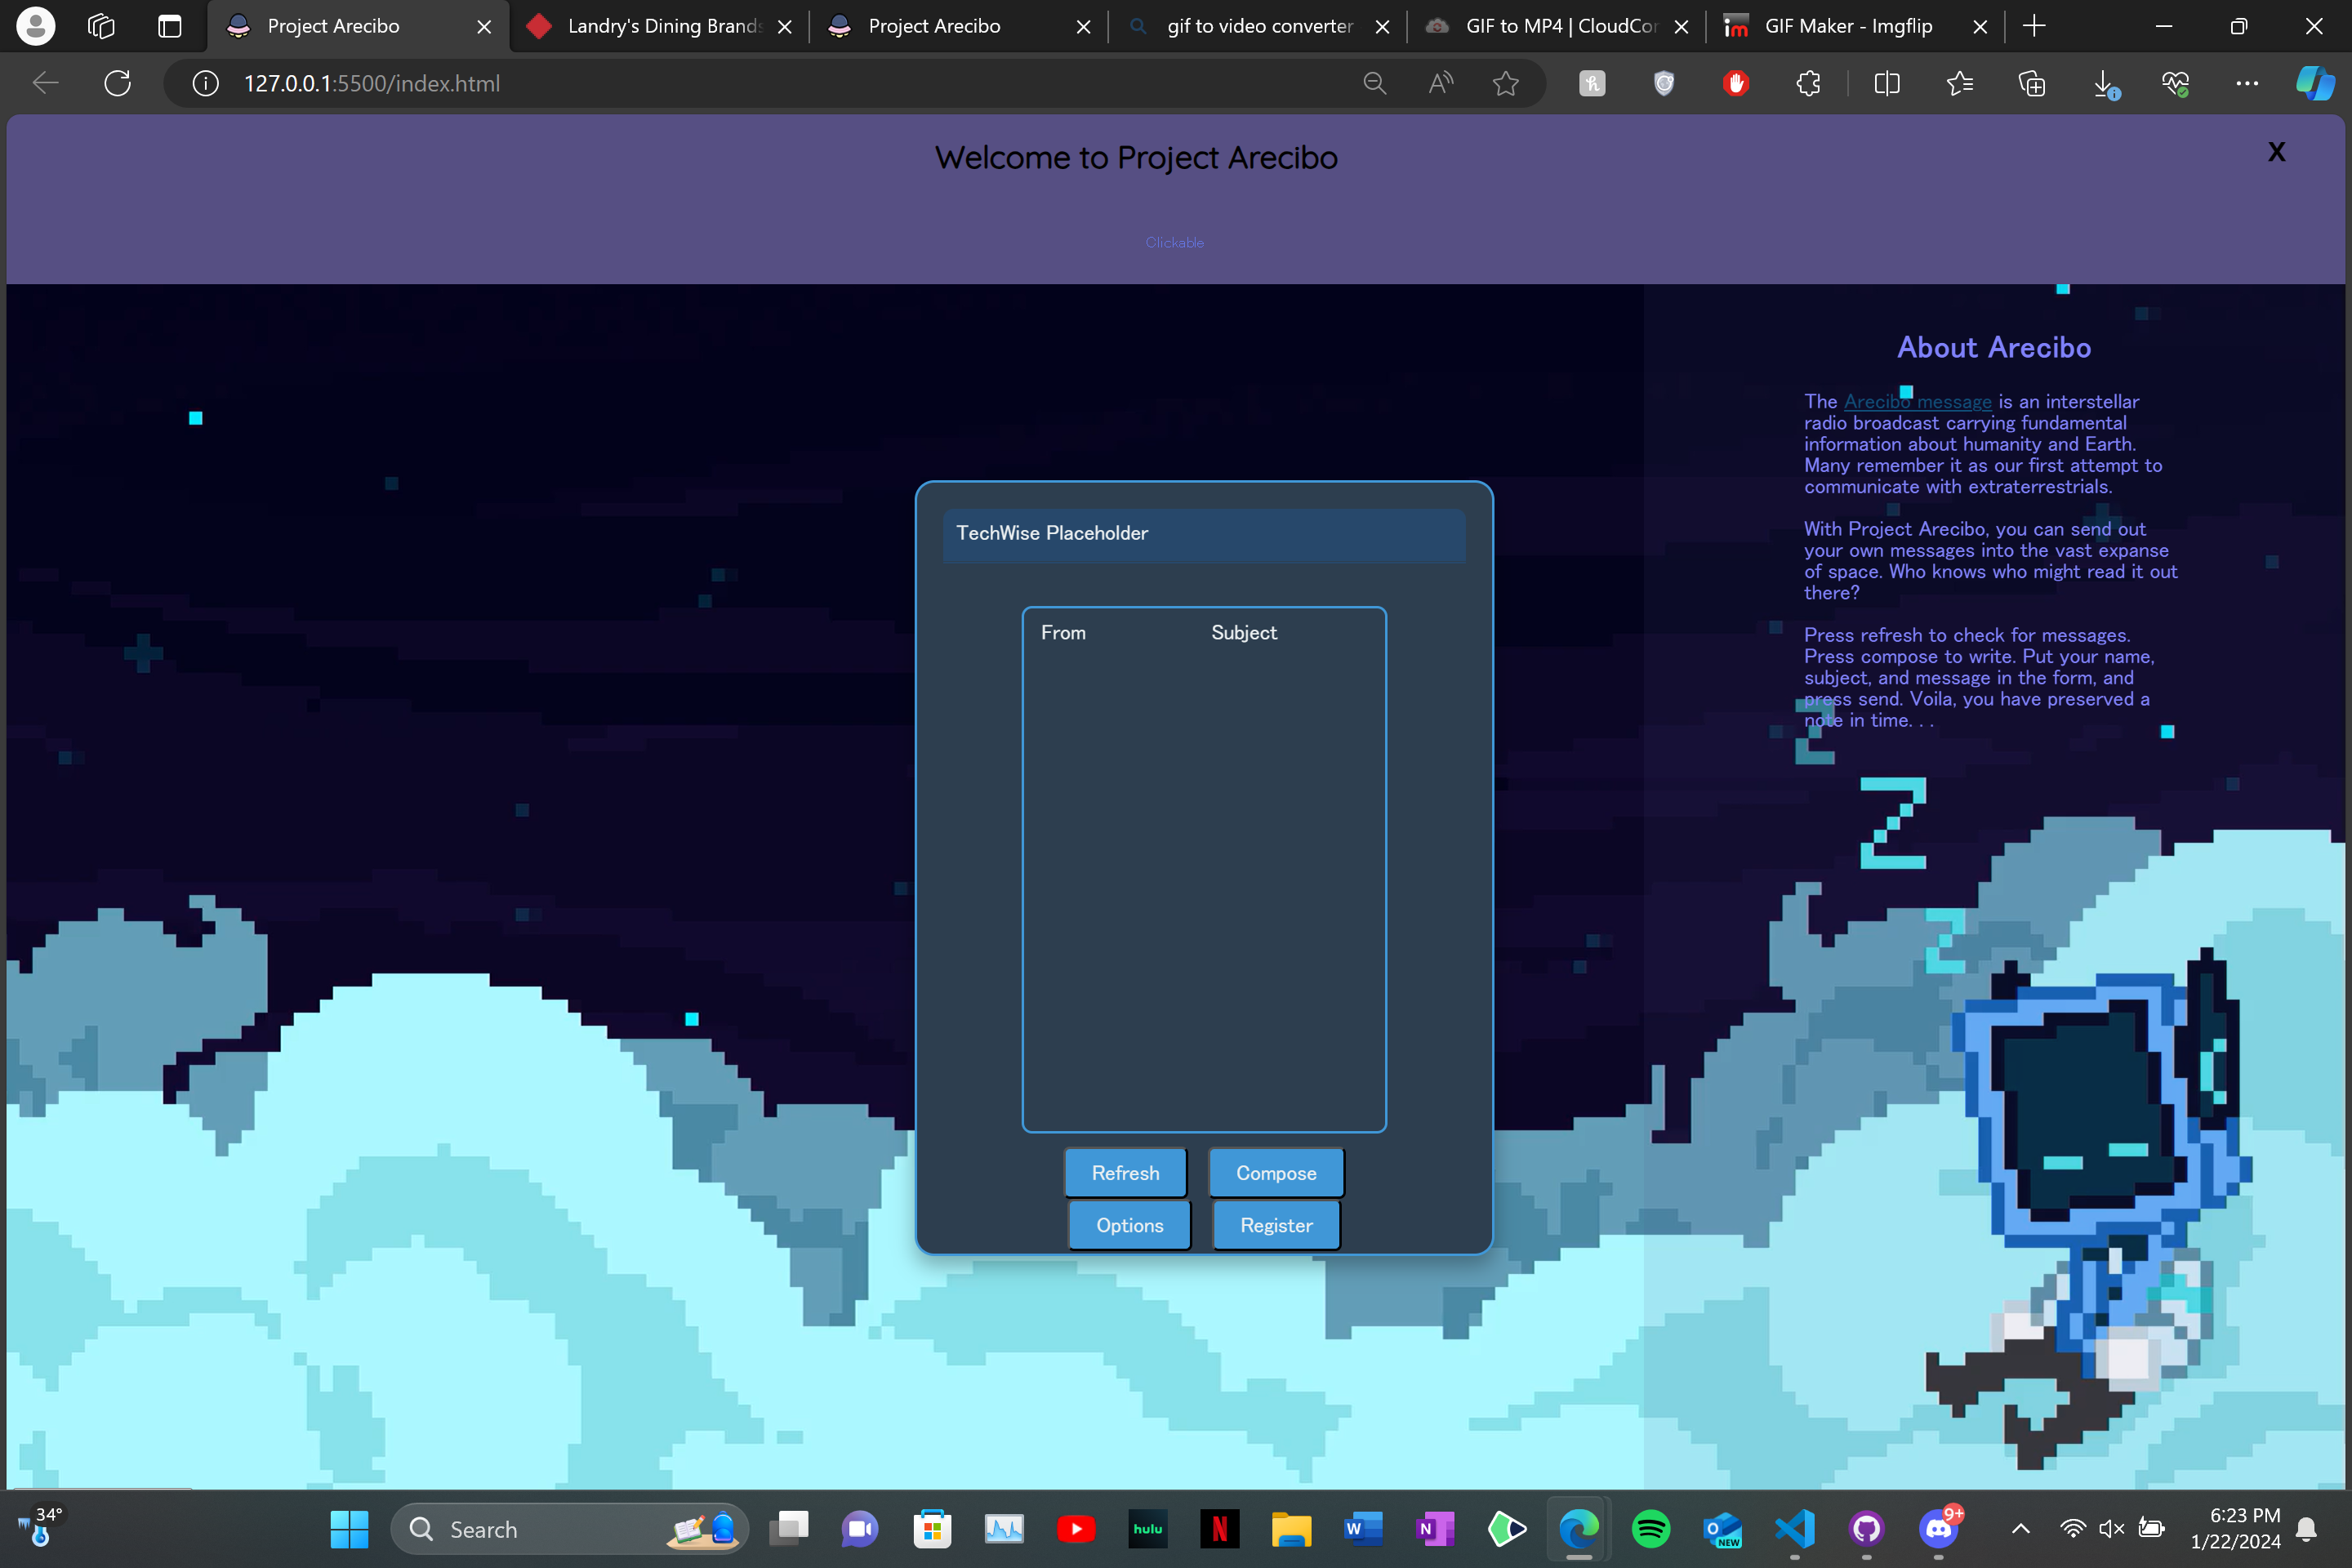 Project Arecibo
Landry's Dining Brands
Project Arecibo
gif to video converter
GIF to MP4 | CloudCor
im
GIF Maker - Imgflip
127.0.0.1:5500/index.html
Welcome to Project Arecibo
X
Clickable
About Arecibo
The Arecibo message is an interstellar
radio broadcast carrying fundamental
information about humanity and Earth.
Many remember it as our first attempt to
communicate with extraterrestrials.
With Project Arecibo, you can send out
your own messages into the vast expanse
of space. Who knows who might read it out
there?
Press refresh to check for messages.
Press compose to write. Put your name,
subject, and message in the form, and
press send. Voila, you have preserved a
note in time. . .
TechWise Placeholder
From Subject
Refresh Compose
Options Register
z
Z
z
34°
Search
hulu
N
W
N
O
NEW
9+
6:23 PM
1/22/2024